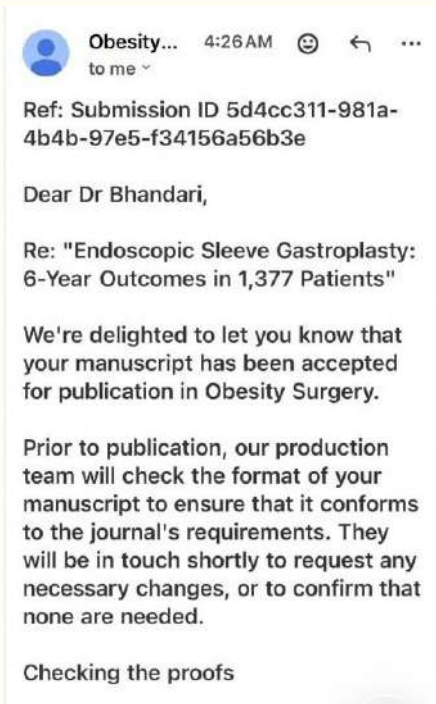 Obesity... 4:26 AM
to me
Ref: Submission ID 5d4cc311-981a-
4b4b-97e5-f34156a56b3e
Dear Dr Bhandari,
Re: "Endoscopic Sleeve Gastroplasty:
6-Year Outcomes in 1,377 Patients"
We're delighted to let you know that
your manuscript has been accepted
for publication in Obesity Surgery.
Prior to publication, our production
team will check the format of your
manuscript to ensure that it conforms
to the journal's requirements. They
will be in touch shortly to request any
necessary changes, or to confirm that
none are needed.
Checking the proofs